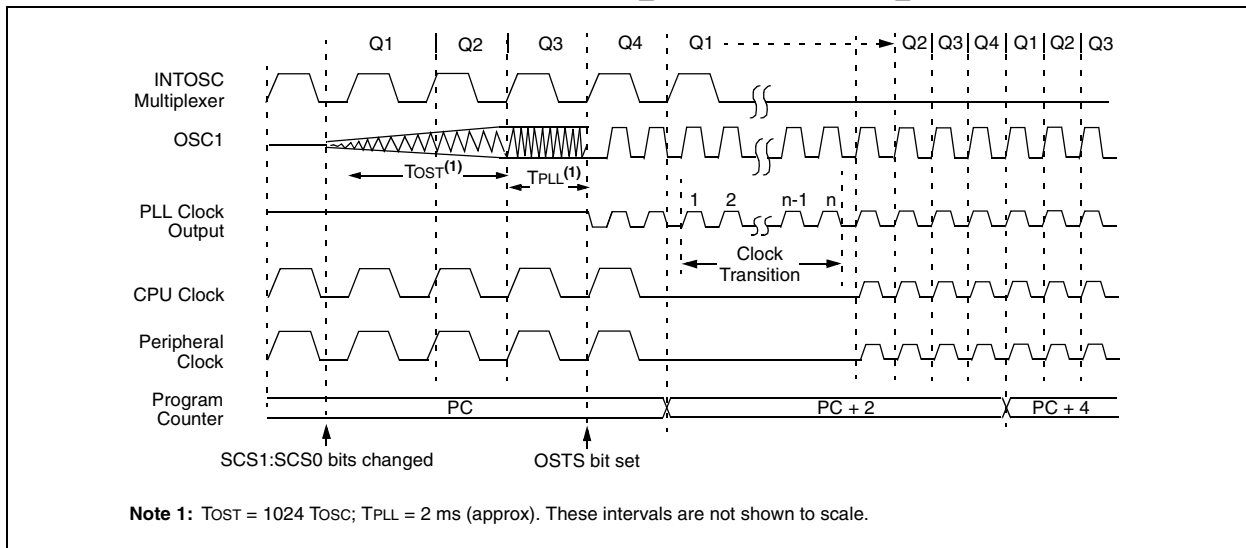 Q1 Q2 Q3 Q4 Q1 Q2 Q3 Q4 Q1 Q2 Q3
INTOSC
Multiplexer
OSC1
TOST(1)
TPLL(1)
1 2 n-1 n
PLL Clock
Output
Clock
Transition
CPU Clock
Peripheral
Clock
Program
Counter
PC PC + 2 PC + 4
SCS1:SCS0 bits changed OSTS bit set
Note 1: TOST = 1024 TOSC; TPLL = 2 ms (approx). These intervals are not shown to scale.